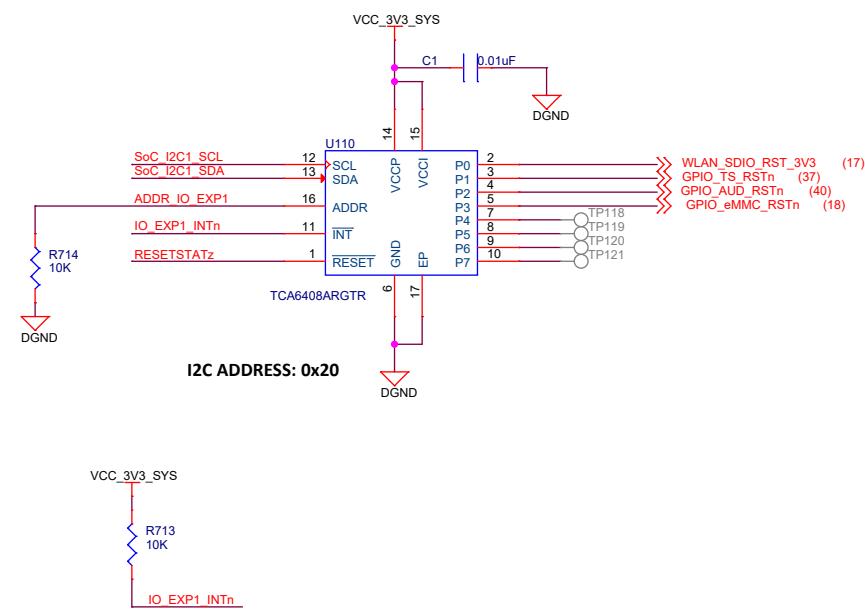 VCC_3V3_SYS
C1 0.01uF
DGND
14 15
U110
SoC_I2C1_SCL 12 SCL VCCP VCCI P0 2 WLAN_SDIO_RST_3V3 (17)
SoC_I2C1_SDA 13 SDA P1 3 GPIO_TS_RSTn (37)
P2 4 GPIO_AUD_RSTn (40)
ADDR_IO_EXP1 16 ADDR P3 5 GPIO_eMMC_RSTn (18)
P4 7 TP118
IO_EXP1_INTn 11 INT P5 8 TP119
P6 9 TP120
RESETSTATz 1 RESET GND EP P7 10 TP121
R714
10K
6 17
TCA6408ARGTR
DGND
I2C ADDRESS: 0x20
DGND
VCC_3V3_SYS
R713
10K
IO_EXP1_INTn